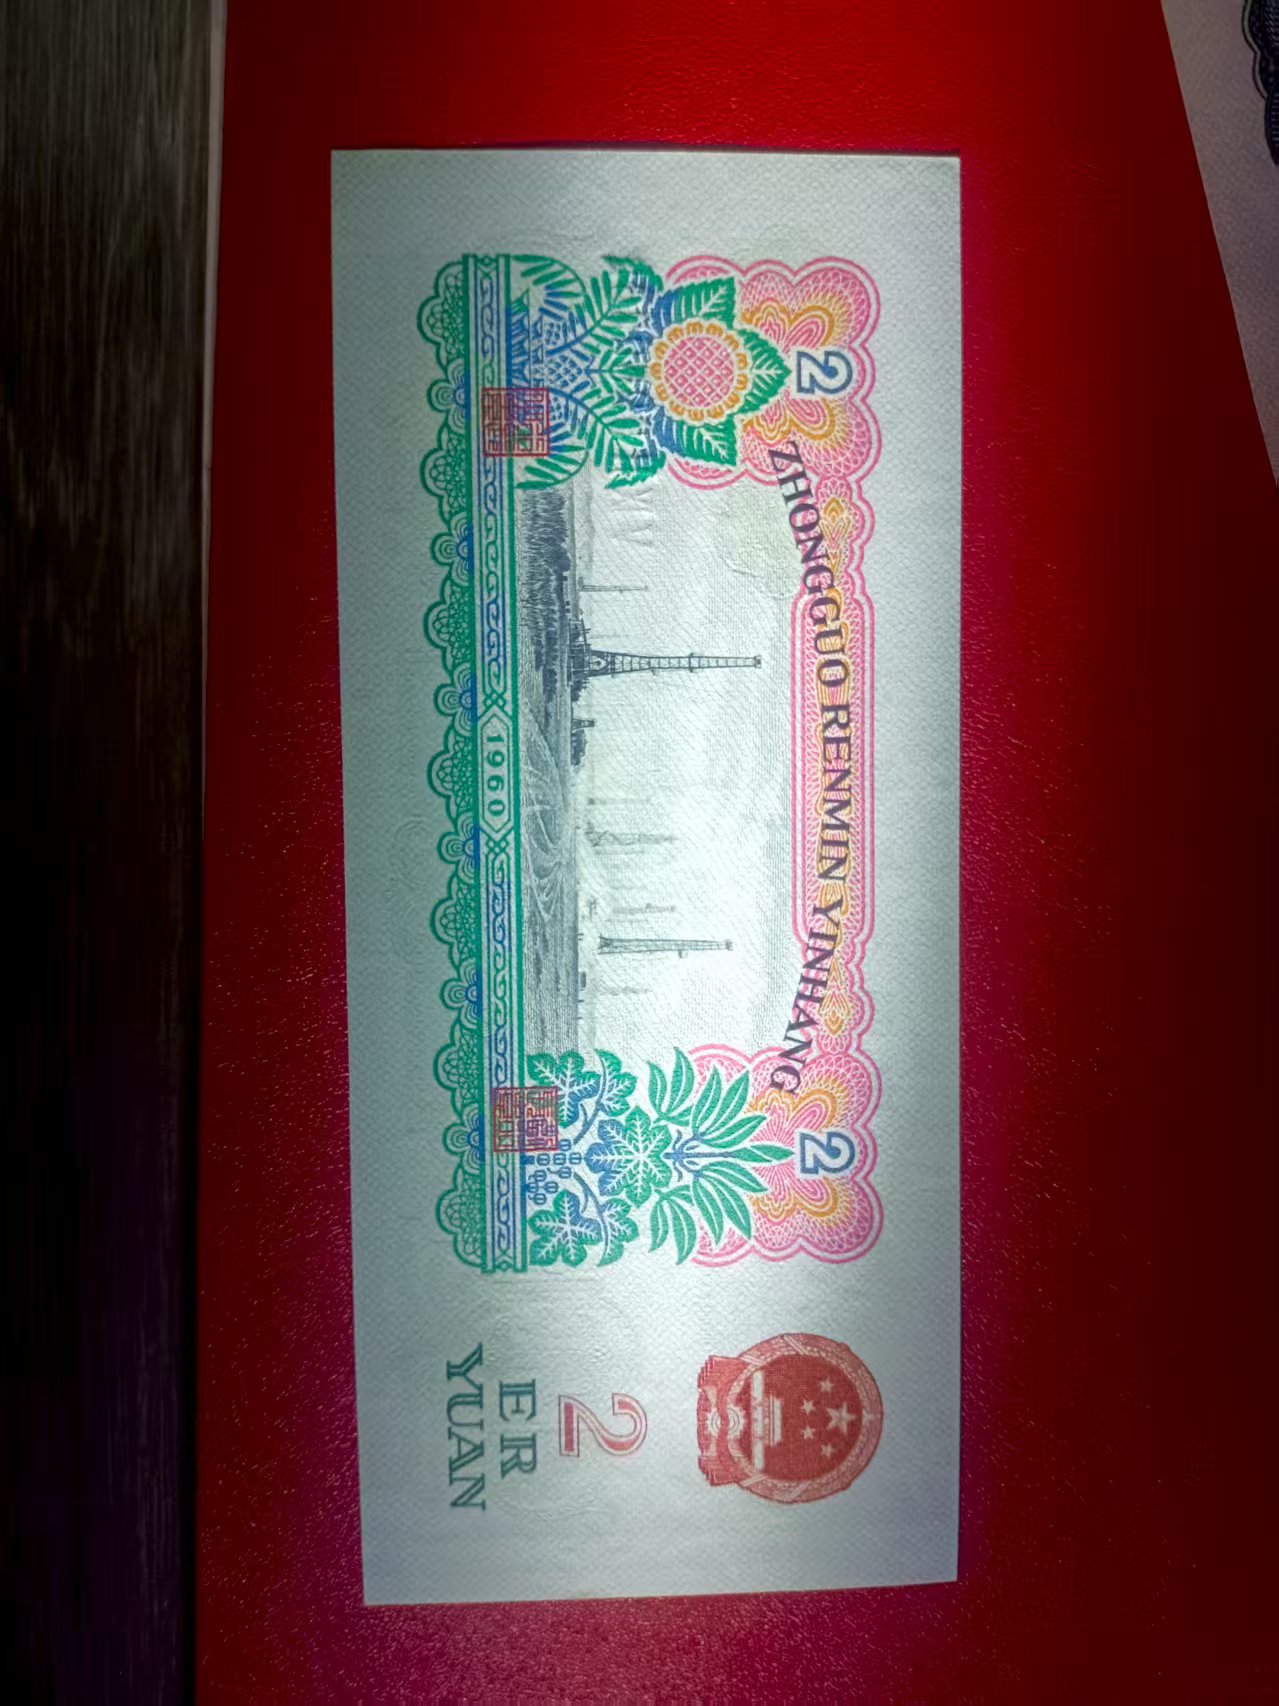 2
2
ZHONGGUO RENMIN YINHANG
1960
2
ER
YUAN